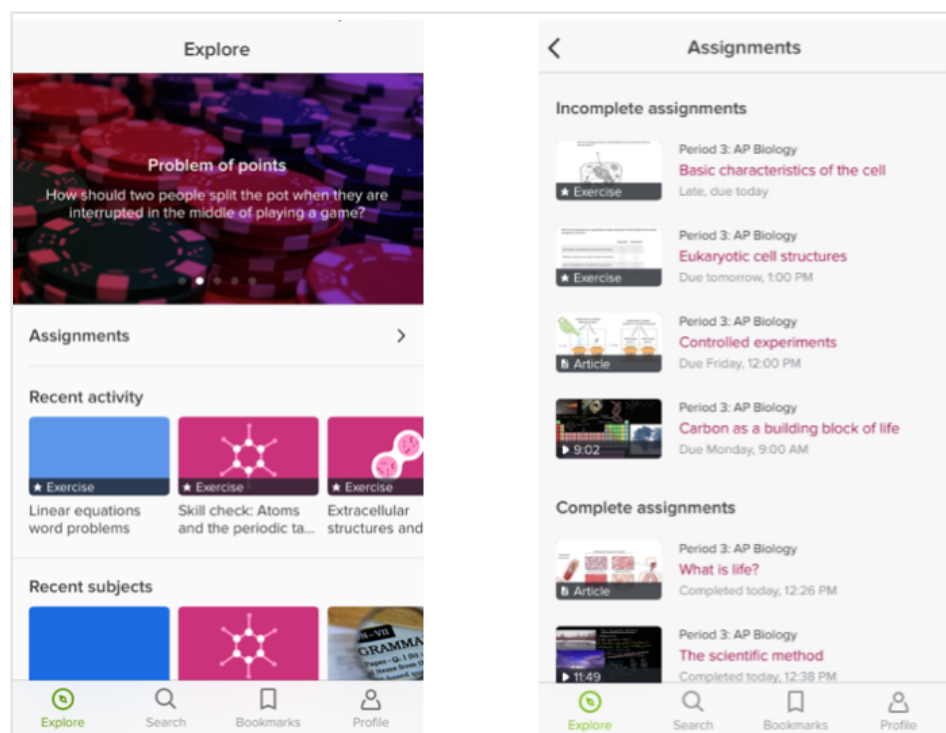 Explore
Problem of points
How should two people split the pot when they are
interrupted in the middle of playing a game?
Assignments
Recent activity
Exercise
Linear equations
word problems
Exercise
Skill check: Atoms
and the periodic ta...
Exercise
Extracellular
structures and
Recent subjects
GRAMMA
Explore
Search
Bookmarks
Profile
Assignments
Incomplete assignments
Exercise
Period 3: AP Biology
Basic characteristics of the cell
Late, due today
Exercise
Period 3: AP Biology
Eukaryotic cell structures
Due tomorrow, 1:00 PM
Article
Period 3: AP Biology
Controlled experiments
Due Friday, 12:00 PM
9:02
Period 3: AP Biology
Carbon as a building block of life
Due Monday, 9:00 AM
Complete assignments
Article
Period 3: AP Biology
What is life?
Completed today, 12:26 PM
11:49
Period 3: AP Biology
The scientific method
Completed today, 12:38 PM
Explore
Search
Bookmarks
Profile